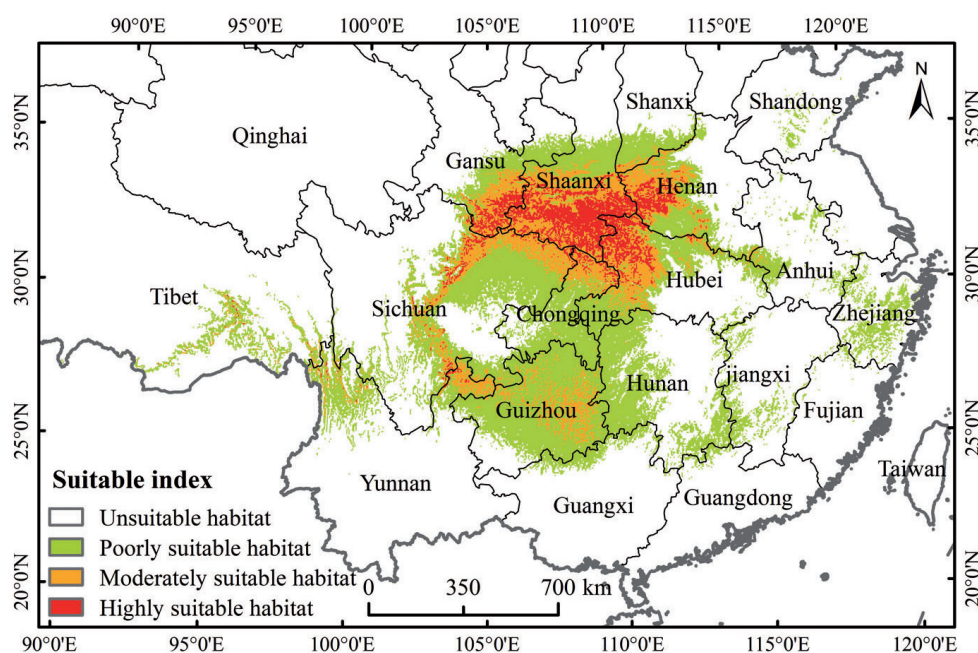 90°0'E 95°0'E 100°0'E 105°0'E 110°0'E 115°0'E 120°0'E
N
35°0'N
35°0'N
Shanxi
Shandong
Qinghai
Gansu
Shaanxi
Henan
30°0'N
30°0'N
Tibet
Sichuan
Hubei
Anhui
Chongqing
Zhejiang
Hunan
jiangxi
Guizhou
Fujian
25°0'N
25°0'N
Suitable index
Yunnan
Guangxi
Guangdong
Taiwan
Unsuitable habitat
Poorly suitable habitat
Moderately suitable habitat
Highly suitable habitat
0 350 700 km
20°0'N
20°0'N
90°0'E 95°0'E 100°0'E 105°0'E 110°0'E 115°0'E 120°0'E